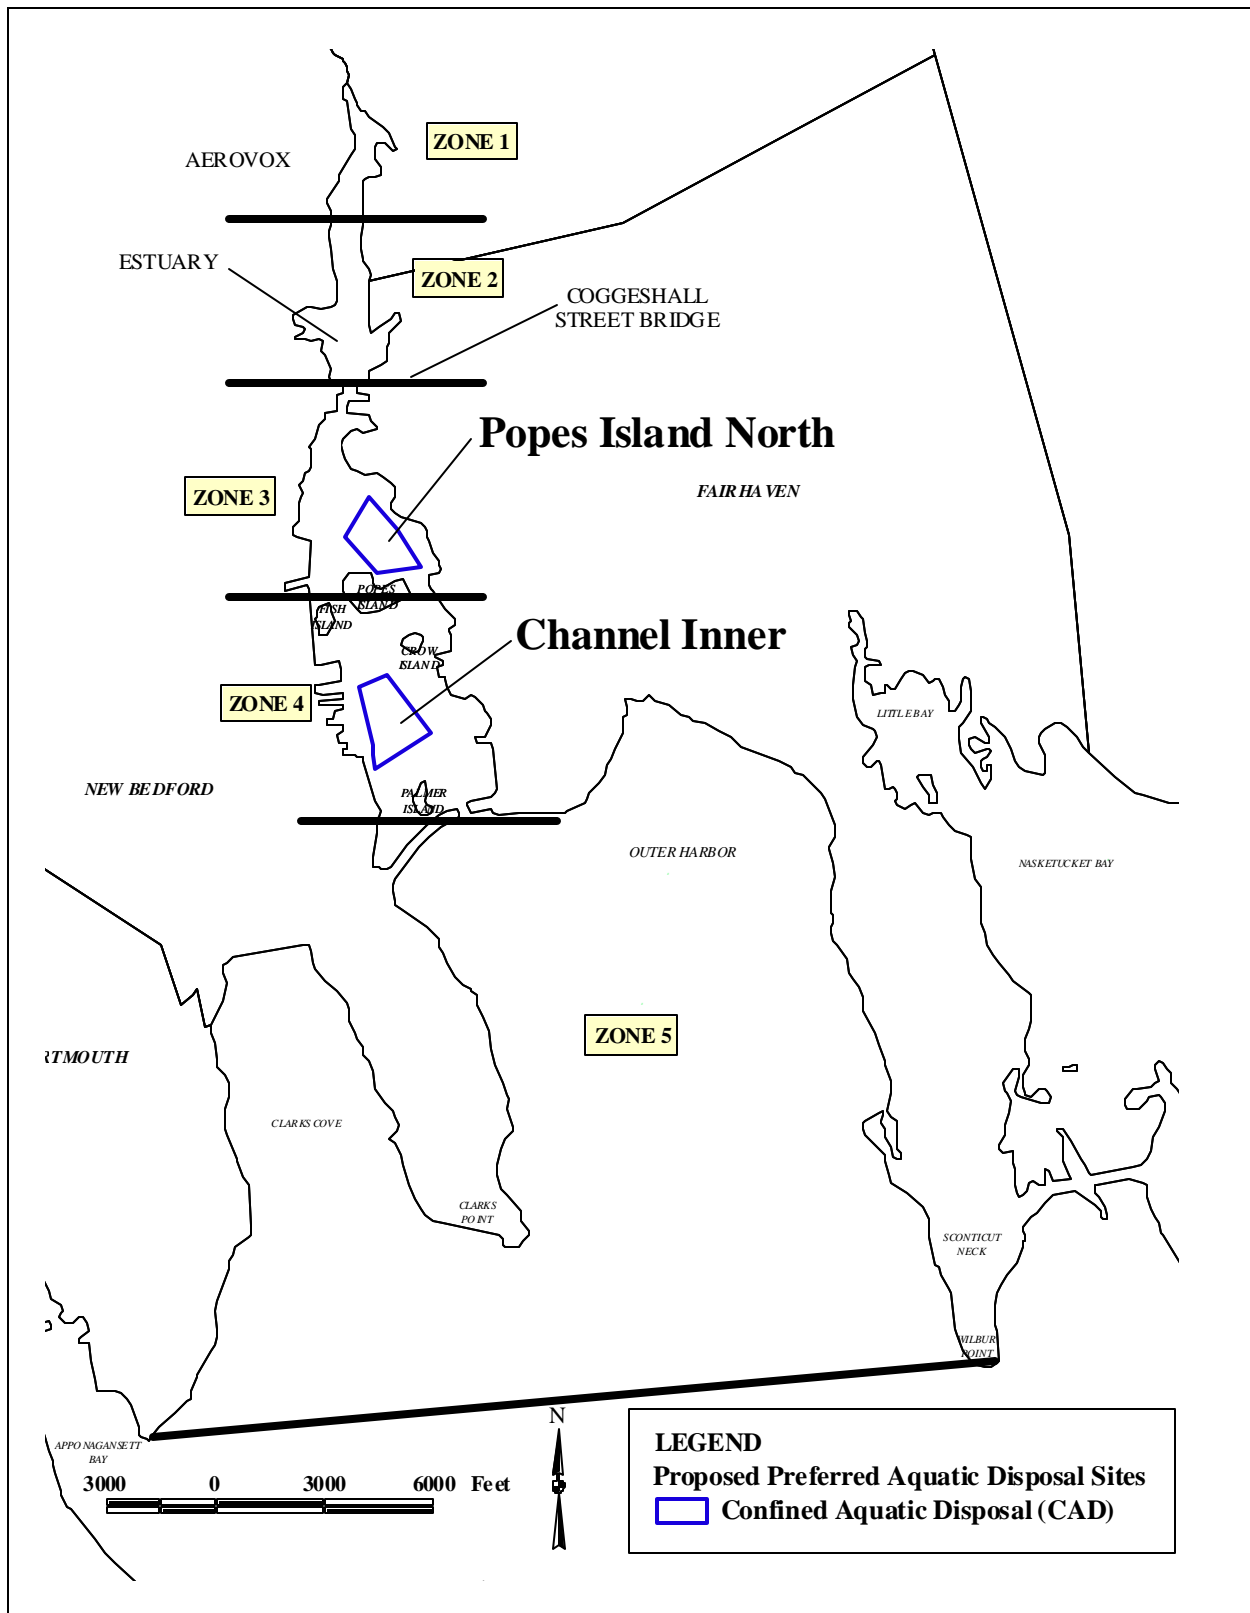 ZONE 1
AEROVOX
ESTUARY
ZONE 2
COGGESHALL
STREET BRIDGE
Popes Island North
ZONE 3
FAIRHAVEN
POPES
ISLAND
FISH
ISLAND
Channel Inner
CROW
ISLAND
ZONE 4
LITTLE BAY
NEW BEDFORD
PALMER
ISLAND
OUTER HARBOR
NASKETUCKET BAY
ZONE 5
RTMOUTH
CLARKS COVE
CLARKS
POINT
SCONTICUT
NECK
WILBUR
POINT
N
APPONAGANSETT
BAY
3000 0 3000 6000 Feet
LEGEND
Proposed Preferred Aquatic Disposal Sites
Confined Aquatic Disposal (CAD)